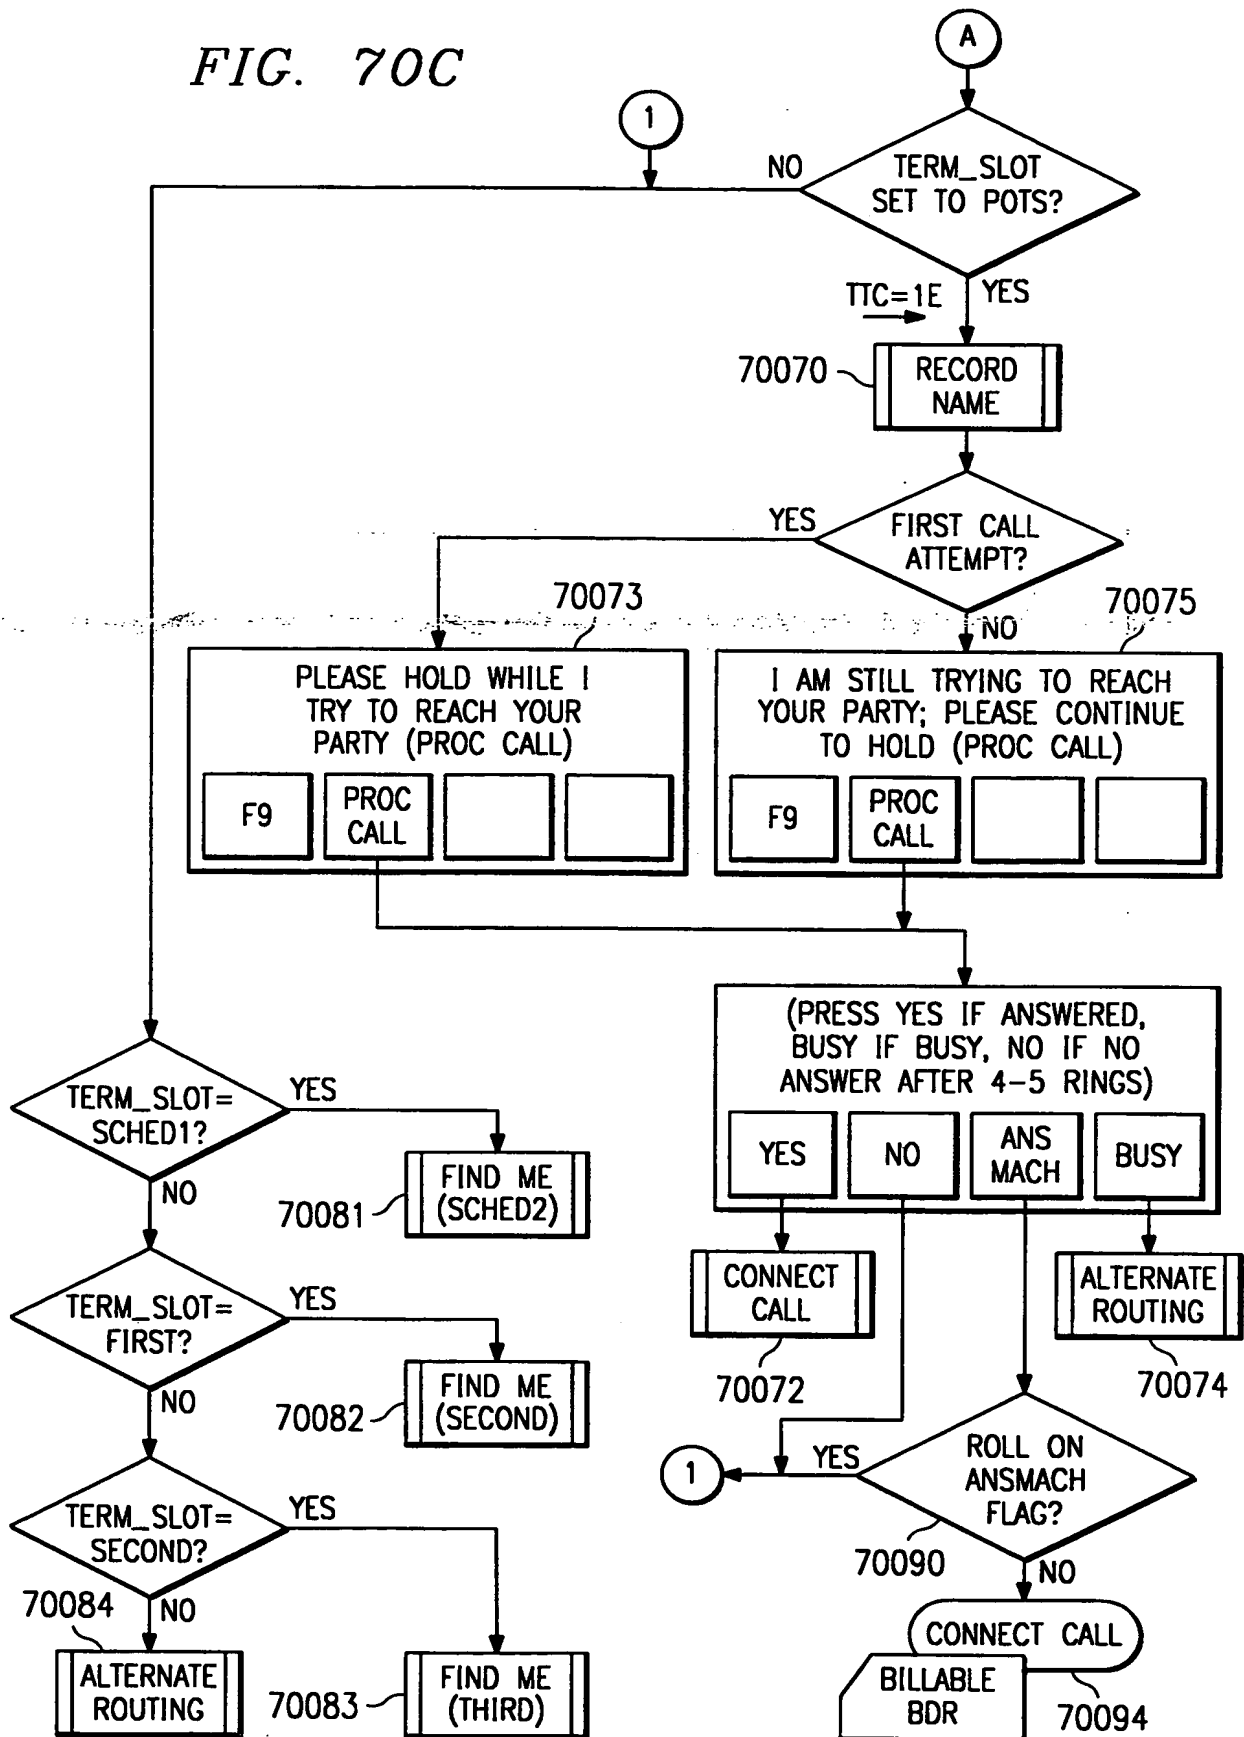 FIG. 70C
A
1
NO
TERM_SLOT
SET TO POTS?
TTC=1E
YES
70070
RECORD
NAME
YES
FIRST CALL
ATTEMPT?
70073
NO
70075
PLEASE HOLD WHILE I
TRY TO REACH YOUR
PARTY (PROC CALL)
F9
PROC
CALL
I AM STILL TRYING TO REACH
YOUR PARTY; PLEASE CONTINUE
TO HOLD (PROC CALL)
F9
PROC
CALL
(PRESS YES IF ANSWERED,
BUSY IF BUSY, NO IF NO
ANSWER AFTER 4-5 RINGS)
YES
NO
ANS
MACH
BUSY
TERM_SLOT=
SCHED1?
YES
NO
70081
FIND ME
(SCHED2)
CONNECT
CALL
70072
ALTERNATE
ROUTING
70074
TERM_SLOT=
FIRST?
YES
NO
70082
FIND ME
(SECOND)
1
YES
ROLL ON
ANSMACH
FLAG?
70090
NO
TERM_SLOT=
SECOND?
YES
NO
70084
ALTERNATE
ROUTING
70083
FIND ME
(THIRD)
CONNECT CALL
BILLABLE
BDR
70094